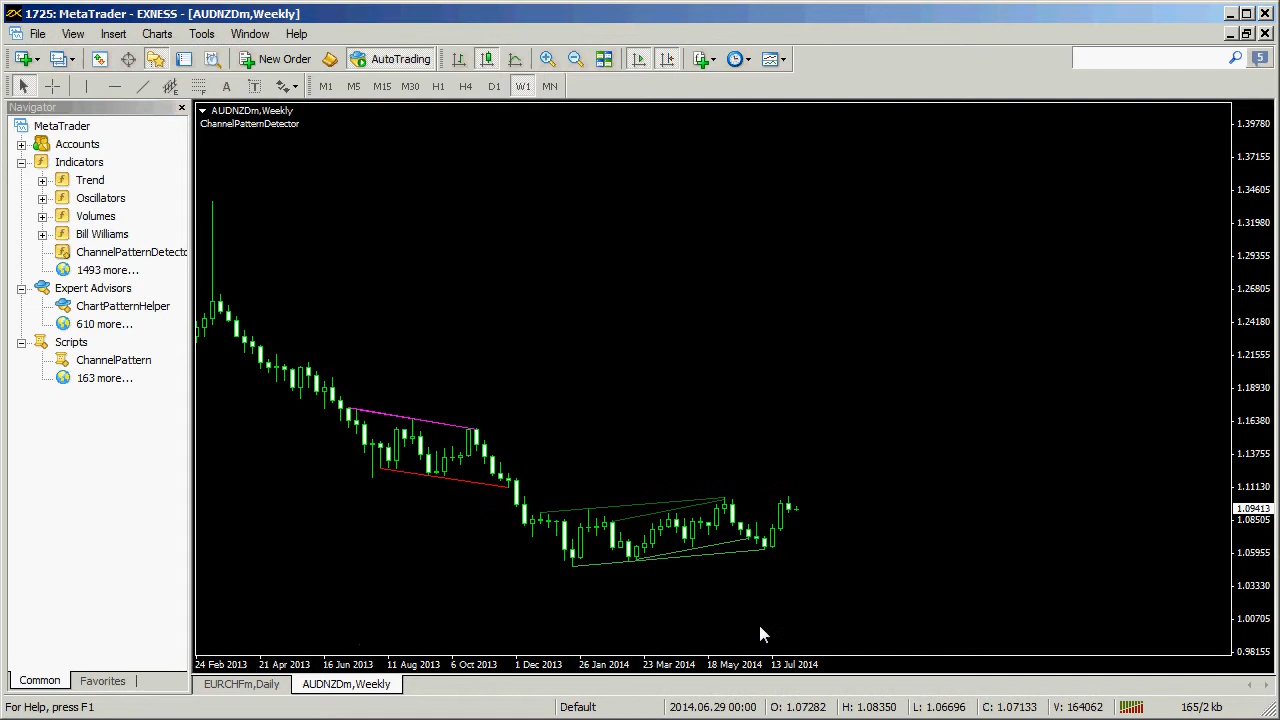 1725: MetaTrader - EXNESS - [AUDNZDm,Weekly]
File View Insert Charts Tools Window Help
New Order AutoTrading 5
A T M1 M5 M15 M30 H1 H4 D1 W1 MN
Navigator
MetaTrader
Accounts
Indicators
Trend
Oscillators
Volumes
Bill Williams
ChannelPatternDetecto
1493 more...
Expert Advisors
ChartPatternHelper
610 more...
Scripts
ChannelPattern
163 more...
Common Favorites
AUDNZDm,Weekly
ChannelPatternDetector
1.39780
1.37155
1.34605
1.31980
1.29355
1.26805
1.24180
1.21555
1.18930
1.16380
1.13755
1.11130
1.09413
1.08505
1.05955
1.03330
1.00705
0.98155
24 Feb 2013 21 Apr 2013 16 Jun 2013 11 Aug 2013 6 Oct 2013 1 Dec 2013 26 Jan 2014 23 Mar 2014 18 May 2014 13 Jul 2014
EURCHFm,Daily AUDNZDm,Weekly
For Help, press F1 Default 2014.06.29 00:00 O: 1.07282 H: 1.08350 L: 1.06696 C: 1.07133 V: 164062 165/2 kb